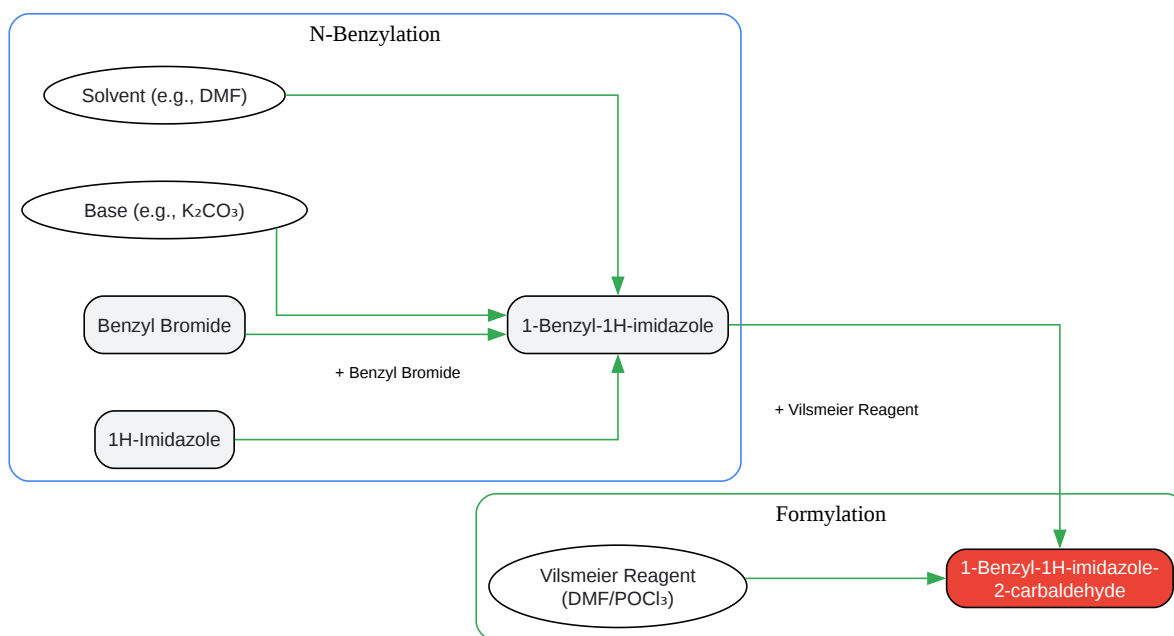 N-Benzylation
Solvent (e.g., DMF)
Base (e.g., K₂CO₃)
Benzyl Bromide
1-Benzyl-1H-imidazole
+ Benzyl Bromide
+ Vilsmeier Reagent
1H-Imidazole
Formylation
Vilsmeier Reagent
(DMF/POCl₃)
1-Benzyl-1H-imidazole-
2-carbaldehyde